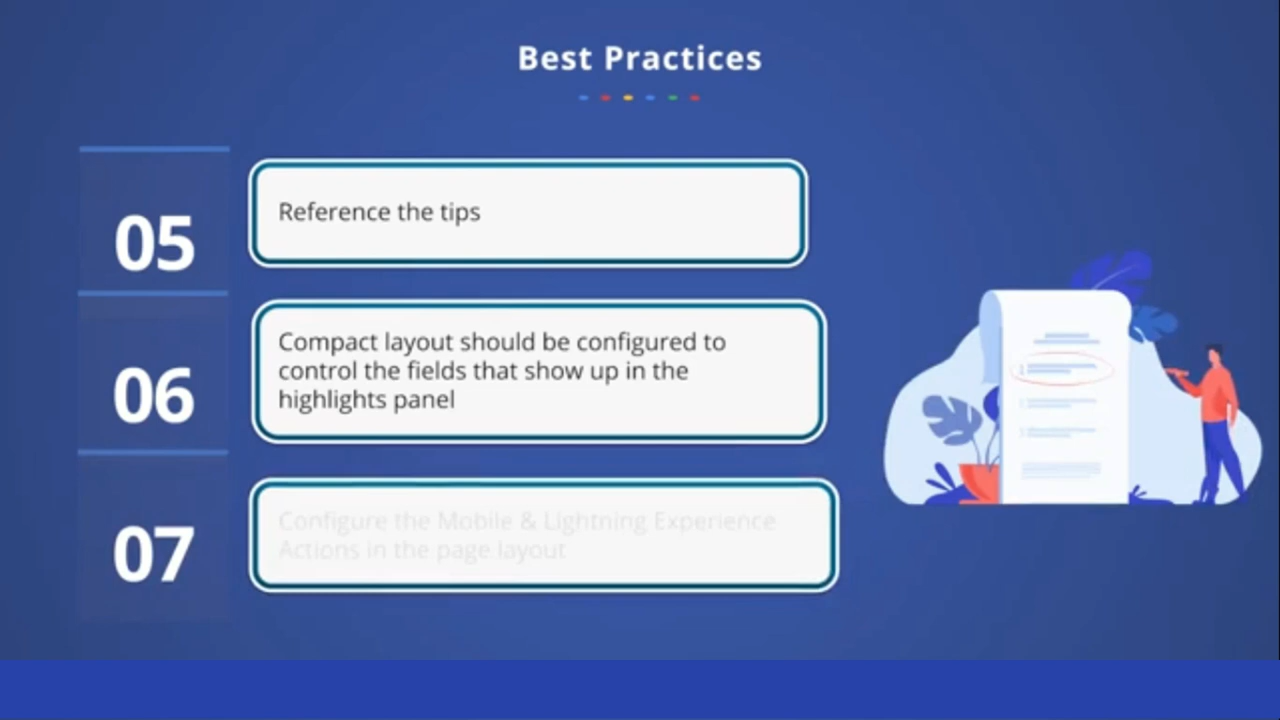 Best Practices
05
Reference the tips
06
Compact layout should be configured to
control the fields that show up in the
highlights panel
07
Configure the Mobile & Lightning Experience
Actions in the page layout